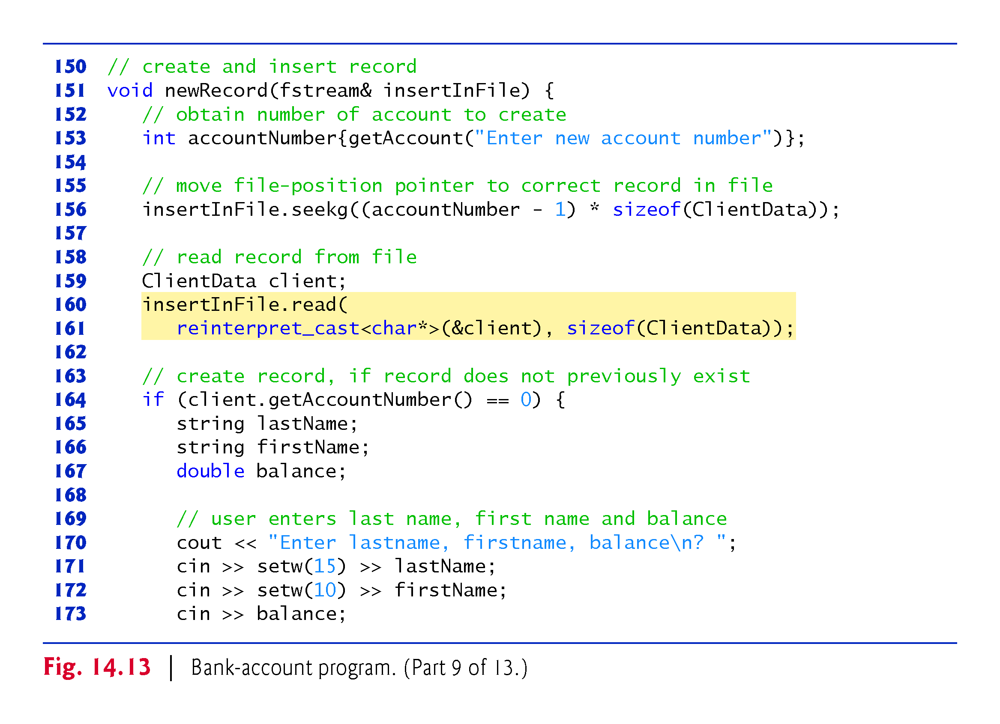 150 // create and insert record
151 void newRecord(fstream& insertInFile) {
152    // obtain number of account to create
153    int accountNumber{getAccount("Enter new account number")};
154
155    // move file-position pointer to correct record in file
156    insertInFile.seekg((accountNumber - 1) * sizeof(ClientData));
157
158    // read record from file
159    ClientData client;
160    insertInFile.read(
161       reinterpret_cast<char*>(&client), sizeof(ClientData));
162
163    // create record, if record does not previously exist
164    if (client.getAccountNumber() == 0) {
165       string lastName;
166       string firstName;
167       double balance;
168
169       // user enters last name, first name and balance
170       cout << "Enter lastname, firstname, balance\n? ";
171       cin >> setw(15) >> lastName;
172       cin >> setw(10) >> firstName;
173       cin >> balance;
Fig. 14.13 | Bank-account program. (Part 9 of 13.)